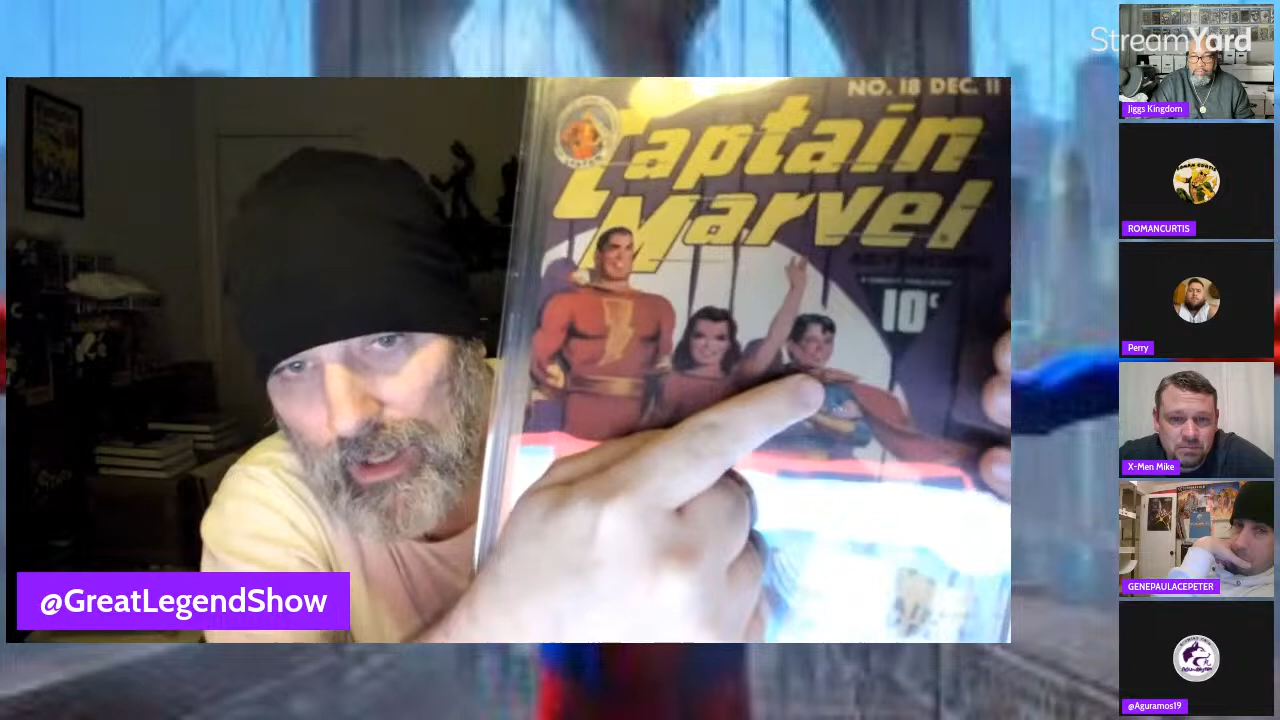 StreamYard
NO. 18 DEC. 11
Captain
Marvel
10¢
@GreatLegendShow
Jiggs Kingdom
ROMANCURTIS
Perry
X-Men Mike
GENEPAULACEPETER
@Aguramos19